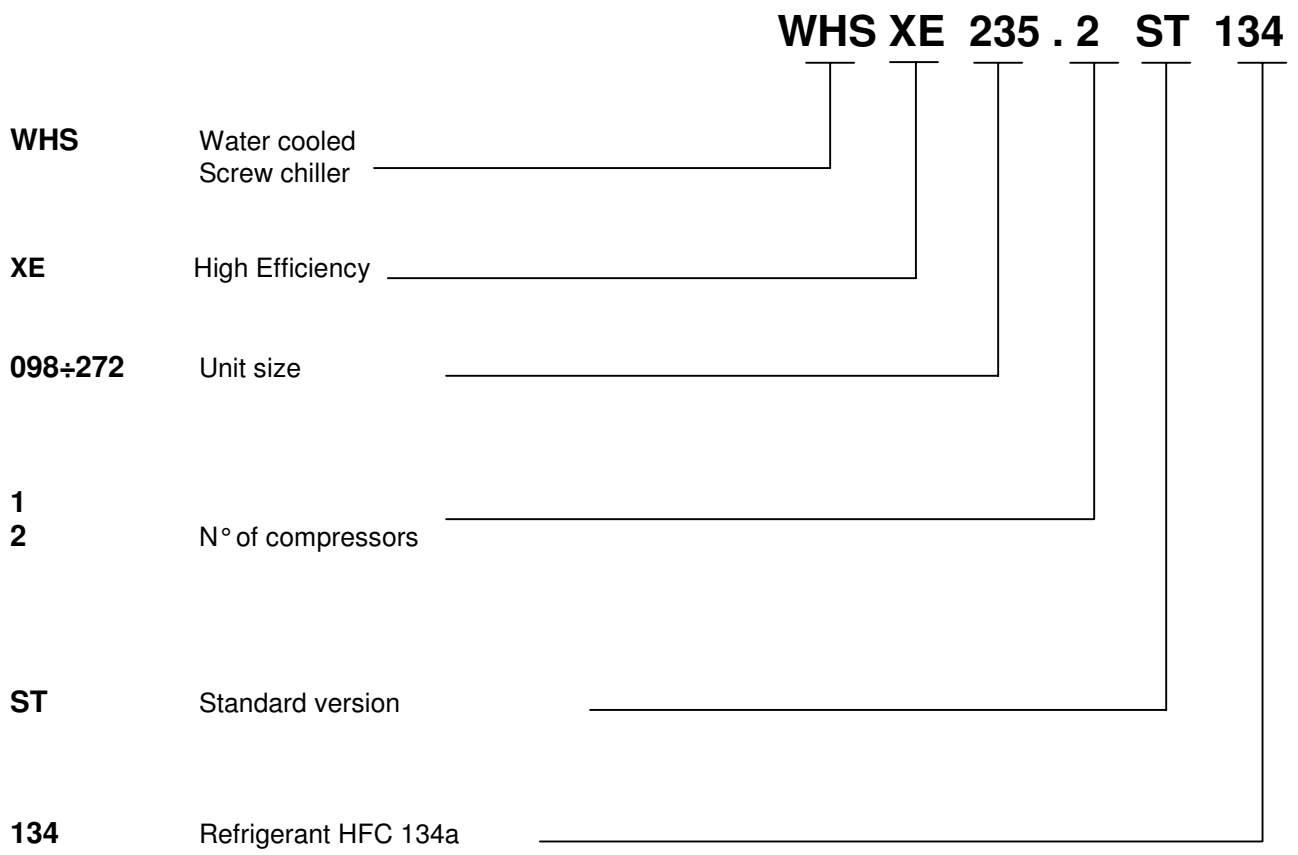 WHS XE 235 . 2 ST 134
WHS Water cooled
Screw chiller
XE High Efficiency
098÷272 Unit size
1
2 N° of compressors
ST Standard version
134 Refrigerant HFC 134a